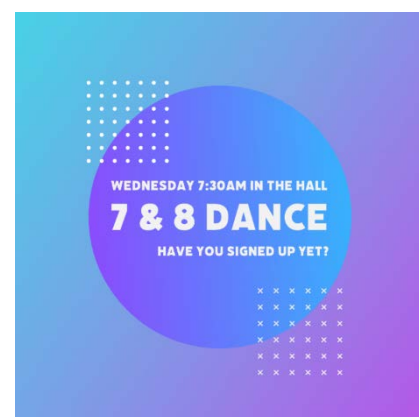 WEDNESDAY 7:30AM IN THE HALL
7 & 8 DANCE
HAVE YOU SIGNED UP YET?